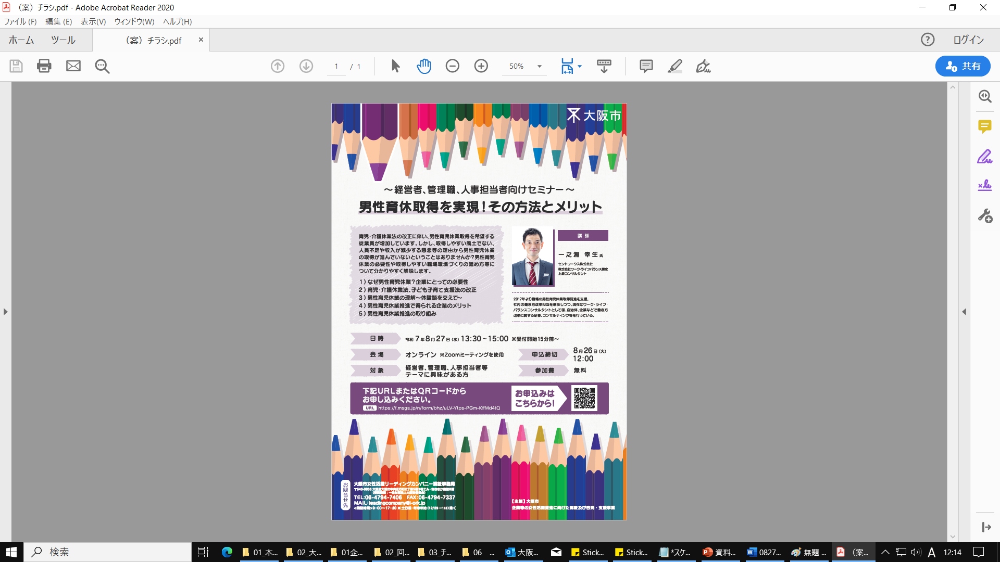 （案）チラシ.pdf - Adobe Acrobat Reader 2020
ファイル (F) 編集 (E) 表示(V) ウィンドウ(W) ヘルプ(H)
ホーム ツール （案）チラシ.pdf × ? ログイン
1 / 1 50% 共有
大阪市
～経営者、管理職、人事担当者向けセミナー～
男性育休取得を実現！その方法とメリット
育児・介護休業法の改正に伴い、男性育児休業取得を希望する
従業員が増加しています。しかし、取得しやすい風土でない、
人員不足や収入が減少する懸念等の理由から男性育児休業
の取得が進んでいないということはありませんか？男性育児
休業の必要性や取得しやすい職場環境づくりの進め方等に
ついて分かりやすく解説します。
1）なぜ男性育児休業？企業にとっての必要性
2）育児・介護休業法、子ども子育て支援法の改正
3）男性育児休業の理解～体験談を交えて～
4）男性育児休業推進で得られる企業のメリット
5）男性育児休業推進の取り組み
講師
一之瀬 幸生 氏
セントワークス株式会社
株式会社ワーク・ライフバランス認定
上級コンサルタント
2017年より職場の男性育児休業取得促進を支援。
社内の働き方改革担当を兼任しつつ、現在はワーク・ライフ・
バランスコンサルタントとして国、自治体、企業などで働き方
改革に関する研修、コンサルティング等を行っている。
日時 令和7年8月27日（水）13:30～15:00 ※受付開始15分前～
会場 オンライン ※Zoomミーティングを使用
申込締切 8月26日（火）
12:00
対象 経営者、管理職、人事担当者等
テーマに興味がある方
参加費 無料
下記URLまたはQRコードから
お申し込みください。
URL https://f.msgs.jp/n/form/bhz/uLV-Ytps-PGm-KffMd4tQ
お申込みは
こちらから！
お問合せ先
大阪市女性活躍リーディングカンパニー認証事務局
TEL:06-4794-7406 FAX:06-4794-7337
MAIL:leadingcompany@l-ork.jp
<開設時間>9：00～17：30 ※土日祝・年末年始（12/29～1/3）除く
【主催】大阪市
企業等の女性活躍推進に向けた認証及び啓発・支援事業
検索 01_木... 02_大... 01企... 02_回... 03_チ... 06 ... 大阪... Stick... Stick... *スケ... 資料... 0827... 無題 ... （案... A 12:14